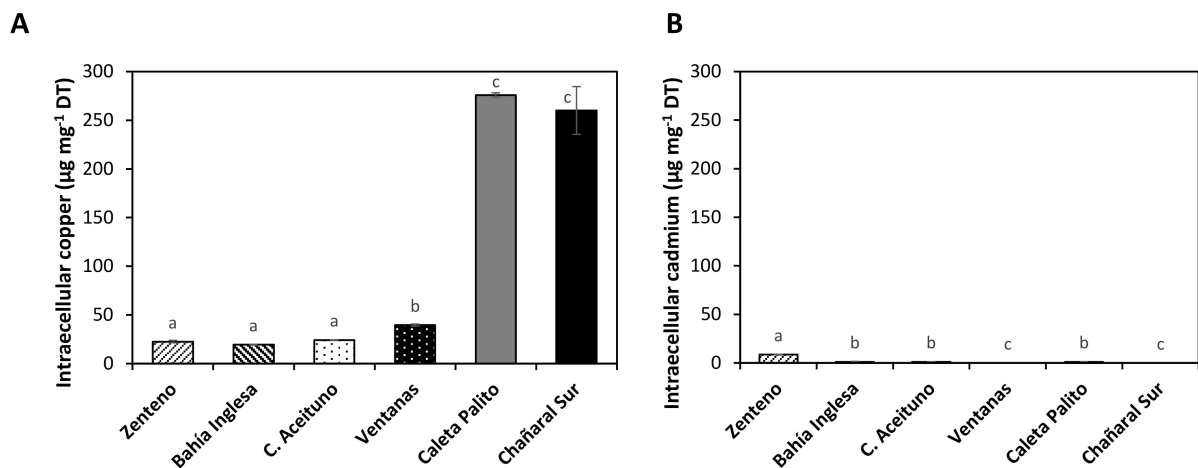 A
Intraecellular copper (µg mg⁻¹ DT)
300
250
200
150
100
50
0
a
a
a
b
c
c
Zenteno
Bahía Inglesa
C. Aceituno
Ventanas
Caleta Palito
Chañaral Sur
B
Intraecellular cadmium (µg mg⁻¹ DT)
300
250
200
150
100
50
0
a
b
b
c
b
c
Zenteno
Bahía Inglesa
C. Aceituno
Ventanas
Caleta Palito
Chañaral Sur